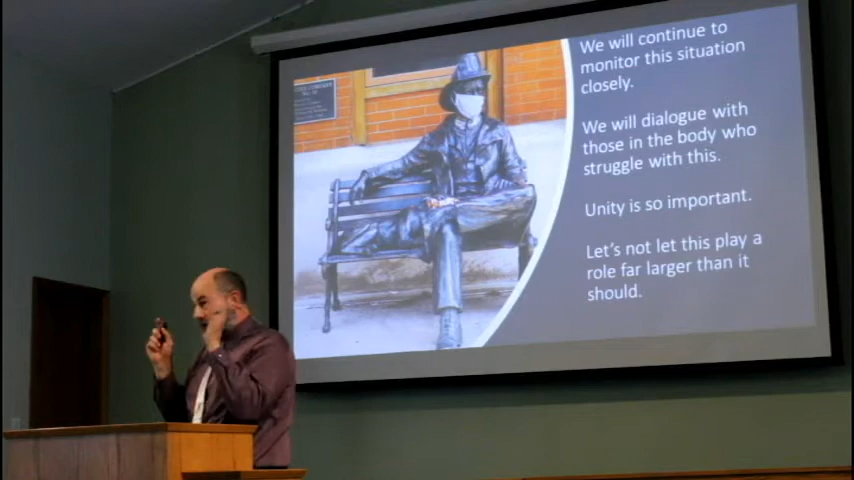 We will continue to
monitor this situation
closely.
We will dialogue with
those in the body who
struggle with this.
Unity is so important.
Let's not let this play a
role far larger than it
should.